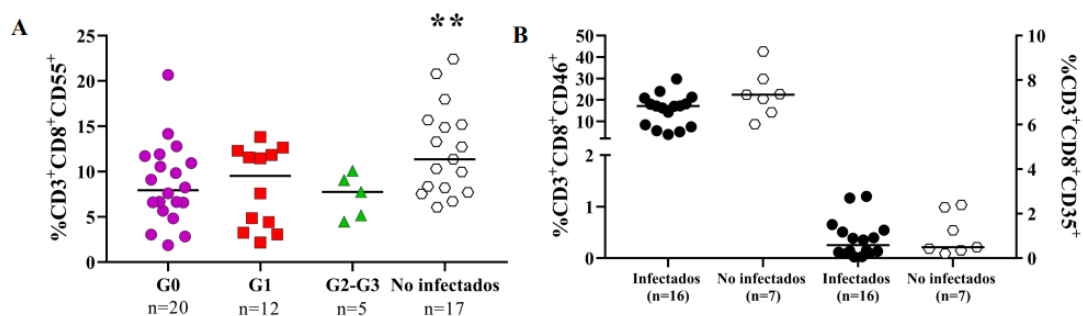 A
**
%CD3⁺CD8⁺CD55⁺
25
20
15
10
5
0
G0
G1
G2-G3
No infectados
n=20
n=12
n=5
n=17
B
%CD3⁺CD8⁺CD46⁺
50
40
30
20
10
2
1
0
%CD3⁺CD8⁺CD35⁺
10
8
6
4
2
0
Infectados
(n=16)
No infectados
(n=7)
Infectados
(n=16)
No infectados
(n=7)